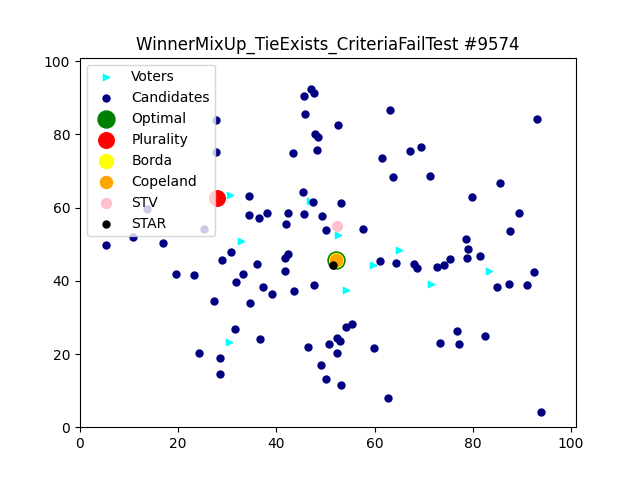 WinnerMixUp_TieExists_CriteriaFailTest #9574
100
80
60
40
20
0
0 20 40 60 80 100
Voters
Candidates
Optimal
Plurality
Borda
Copeland
STV
STAR